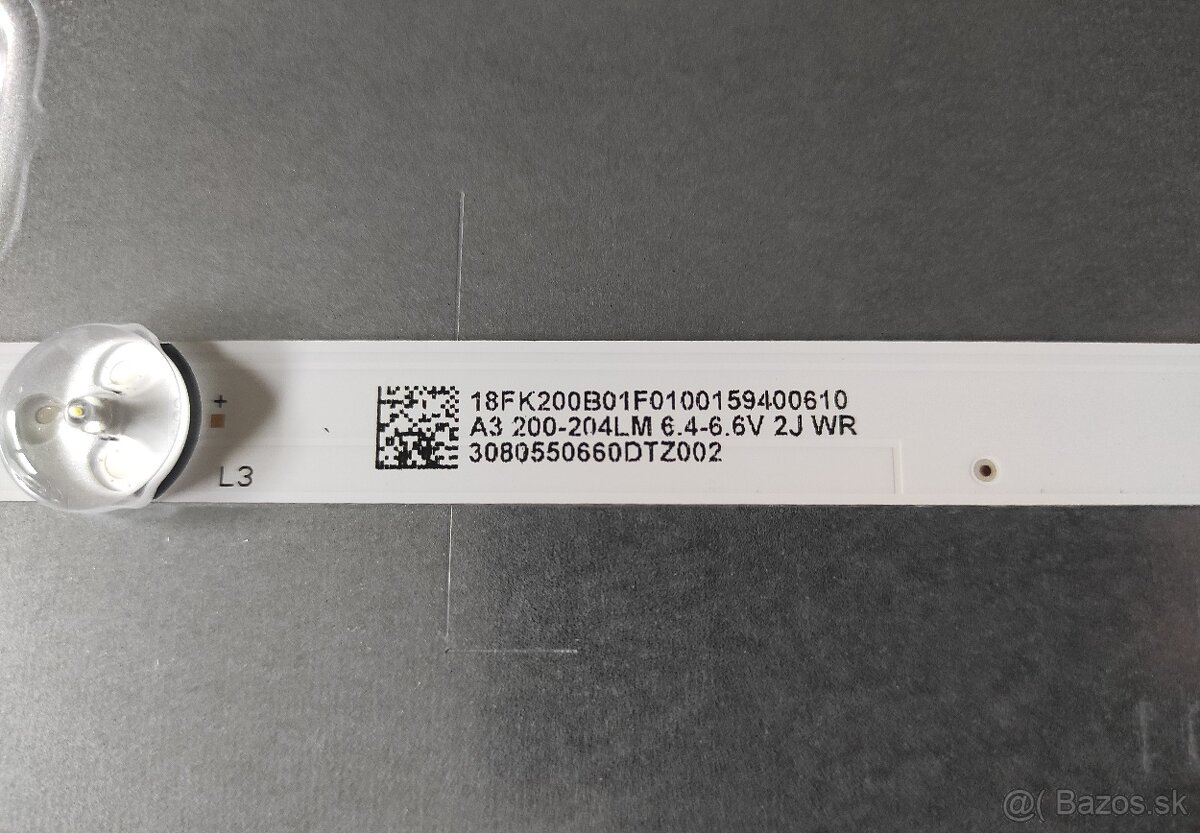 18FK200B01F0100159400610
A3 200-204LM 6.4-6.6V 2J WR
3080550660DTZ002
+
L3
@( Bazos.sk